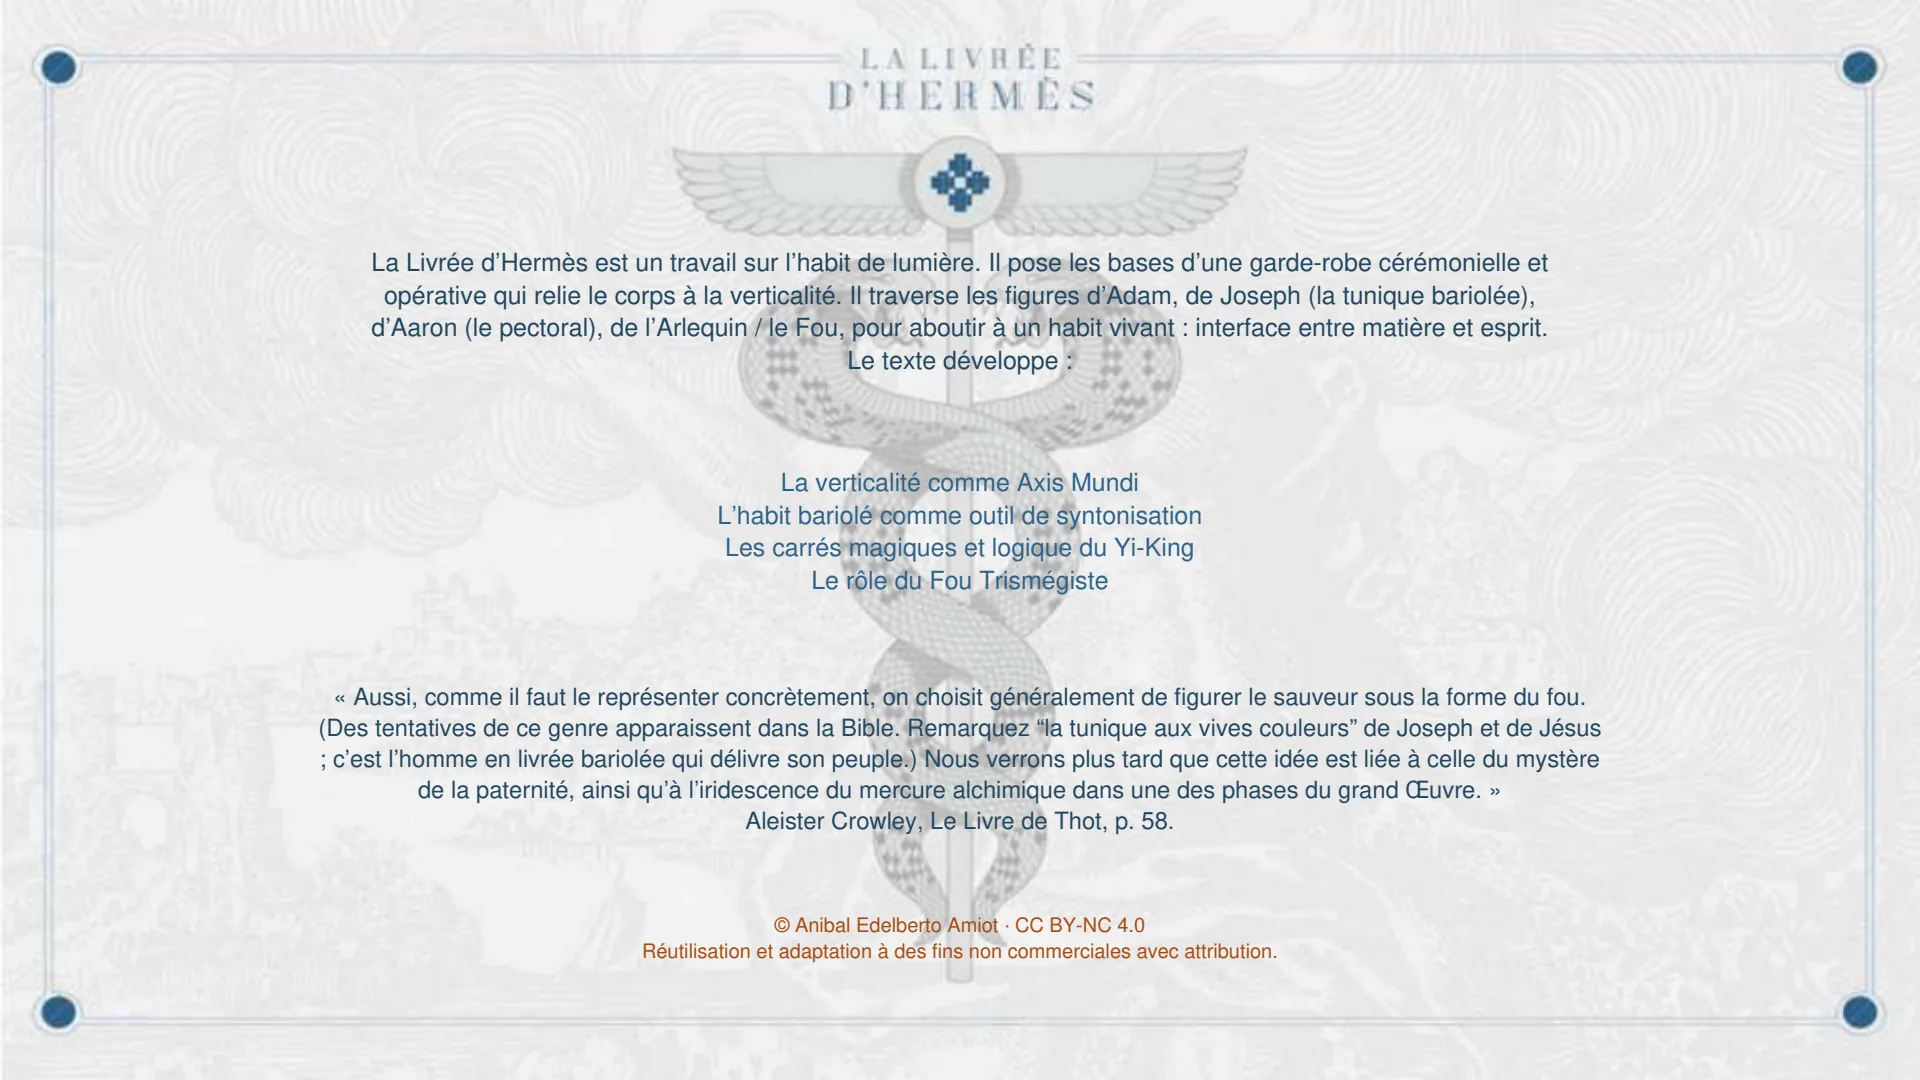 LA LIVRÉE
D'HERMÈS
La Livrée d’Hermès est un travail sur l’habit de lumière. Il pose les bases d’une garde-robe cérémonielle et
opérative qui relie le corps à la verticalité. Il traverse les figures d’Adam, de Joseph (la tunique bariolée),
d’Aaron (le pectoral), de l’Arlequin / le Fou, pour aboutir à un habit vivant : interface entre matière et esprit.
Le texte développe :
La verticalité comme Axis Mundi
L’habit bariolé comme outil de syntonisation
Les carrés magiques et logique du Yi-King
Le rôle du Fou Trismégiste
« Aussi, comme il faut le représenter concrètement, on choisit généralement de figurer le sauveur sous la forme du fou.
(Des tentatives de ce genre apparaissent dans la Bible. Remarquez “la tunique aux vives couleurs” de Joseph et de Jésus
; c’est l’homme en livrée bariolée qui délivre son peuple.) Nous verrons plus tard que cette idée est liée à celle du mystère
de la paternité, ainsi qu’à l’iridescence du mercure alchimique dans une des phases du grand Œuvre. »
Aleister Crowley, Le Livre de Thot, p. 58.
© Anibal Edelberto Amiot · CC BY-NC 4.0
Réutilisation et adaptation à des fins non commerciales avec attribution.